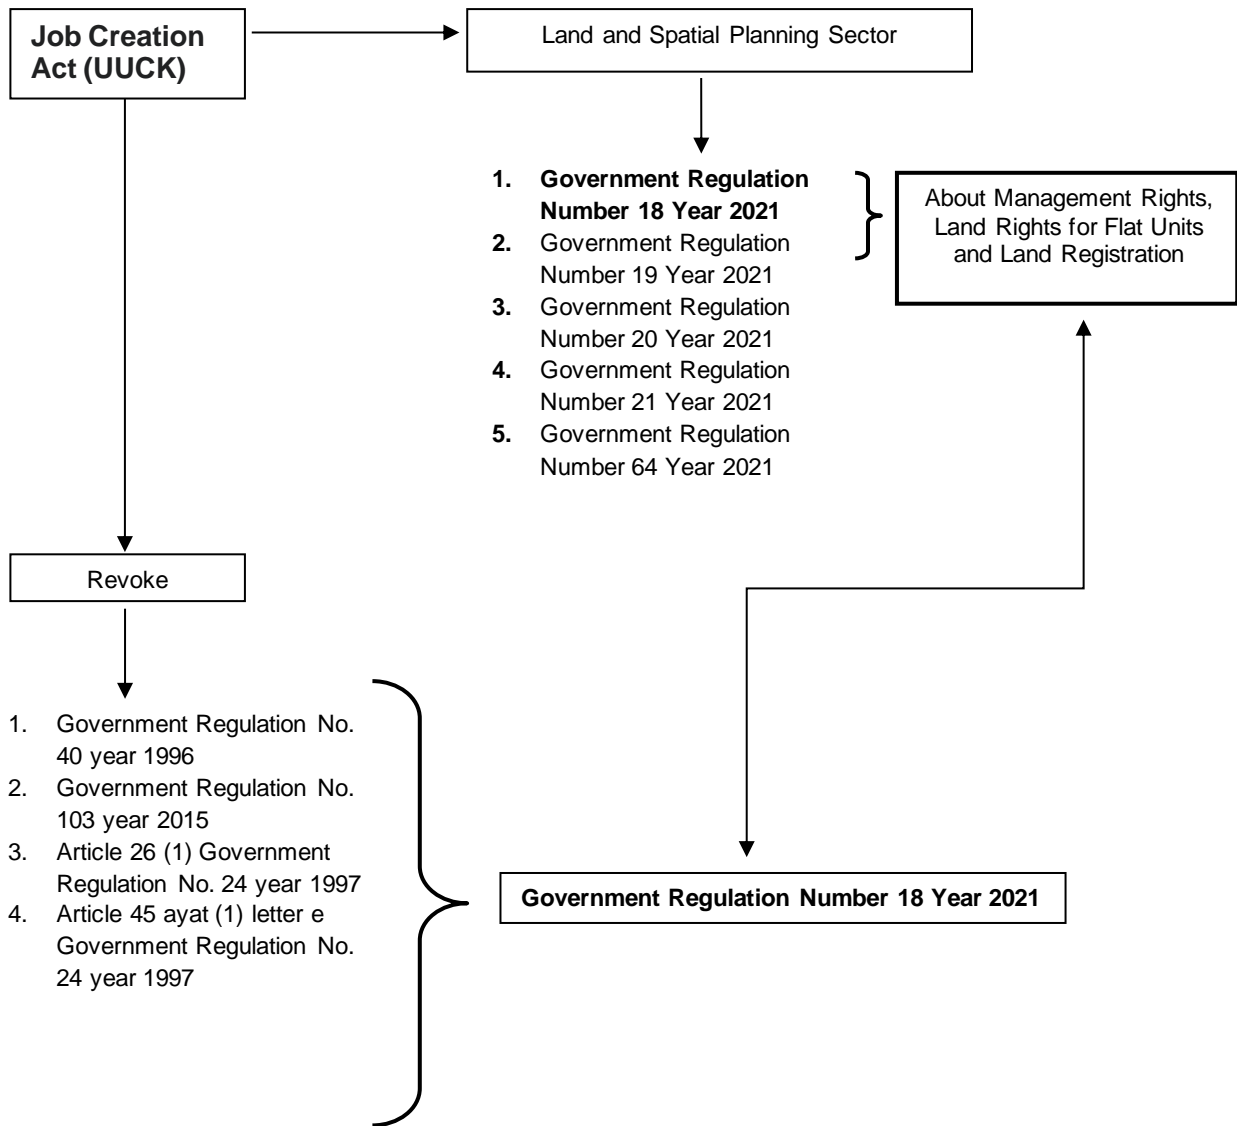 Job Creation
Act (UUCK)
Land and Spatial Planning Sector
1. Government Regulation
Number 18 Year 2021
2. Government Regulation
Number 19 Year 2021
3. Government Regulation
Number 20 Year 2021
4. Government Regulation
Number 21 Year 2021
5. Government Regulation
Number 64 Year 2021
About Management Rights,
Land Rights for Flat Units
and Land Registration
Revoke
1. Government Regulation No.
40 year 1996
2. Government Regulation No.
103 year 2015
3. Article 26 (1) Government
Regulation No. 24 year 1997
4. Article 45 ayat (1) letter e
Government Regulation No.
24 year 1997
Government Regulation Number 18 Year 2021